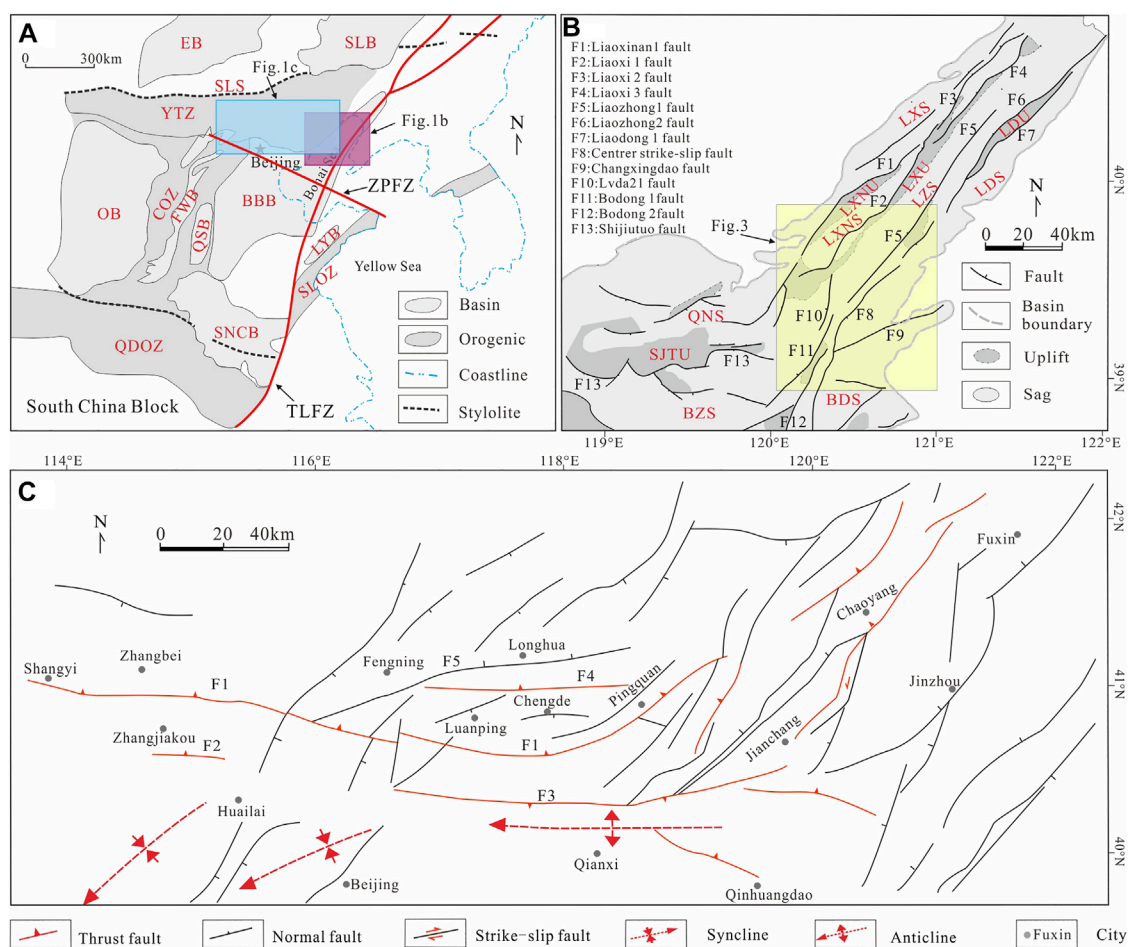 A
EB
SLB
0 300km
Fig.1c
SLS
YTZ
Fig.1b
N
Beijing
Bohai Se
ZPFZ
OB
COZ
FWB
QSB
BBB
LYB
SLOZ
Yellow Sea
SNCB
QDOZ
TLFZ
South China Block
Basin
Orogenic
Coastline
Stylolite
B
F1:Liaoxinan1 fault
F2:Liaoxi 1 fault
F3:Liaoxi 2 fault
F4:Liaoxi 3 fault
F5:Liaozhong1 fault
F6:Liaozhong2 fault
F7:Liaodong 1 fault
F8:Centrer strike-slip fault
F9:Changxingdao fault
F10:Lvda21 fault
F11:Bodong 1fault
F12:Bodong 2fault
F13:Shijiutuo fault
Fig.3
F4
F3
F6
LXS
F5
LDU
F7
F1
LXU
LZS
LDS
LXNU
F2
LXNS
F5
N
0 20 40km
QNS
F10
F8
F9
SJTU
F13
F11
F13
BZS
BDS
F12
Fault
Basin
boundary
Uplift
Sag
40°N
39°N
119°E 120°E 121°E 122°E
114°E 116°E 118°E 120°E 122°E
C
N
0 20 40km
42°N
41°N
40°N
Fuxin
Chaoyang
Longhua
Zhangbei
Fengning
F5
Shangyi
F1
F4
Pingquan
Jinzhou
Chengde
Luanping
Zhangjiakou
F1
Jianchang
F2
F3
Huailai
Qianxi
Beijing
Qinhuangdao
Thrust fault
Normal fault
Strike-slip fault
Syncline
Anticline
Fuxin
City